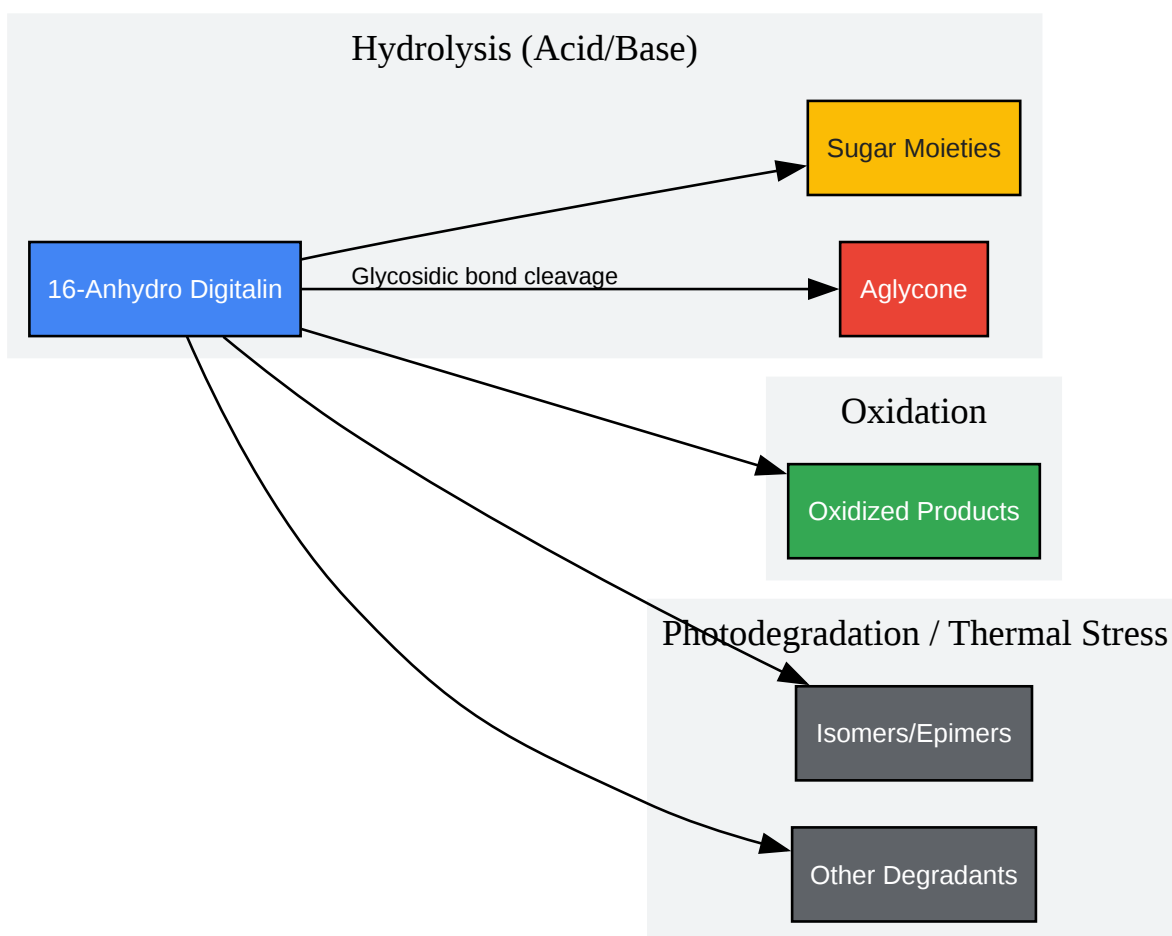 Hydrolysis (Acid/Base)
Sugar Moieties
16-Anhydro Digitalin
Glycosidic bond cleavage
Aglycone
Oxidation
Oxidized Products
Photodegradation / Thermal Stress
Isomers/Epimers
Other Degradants